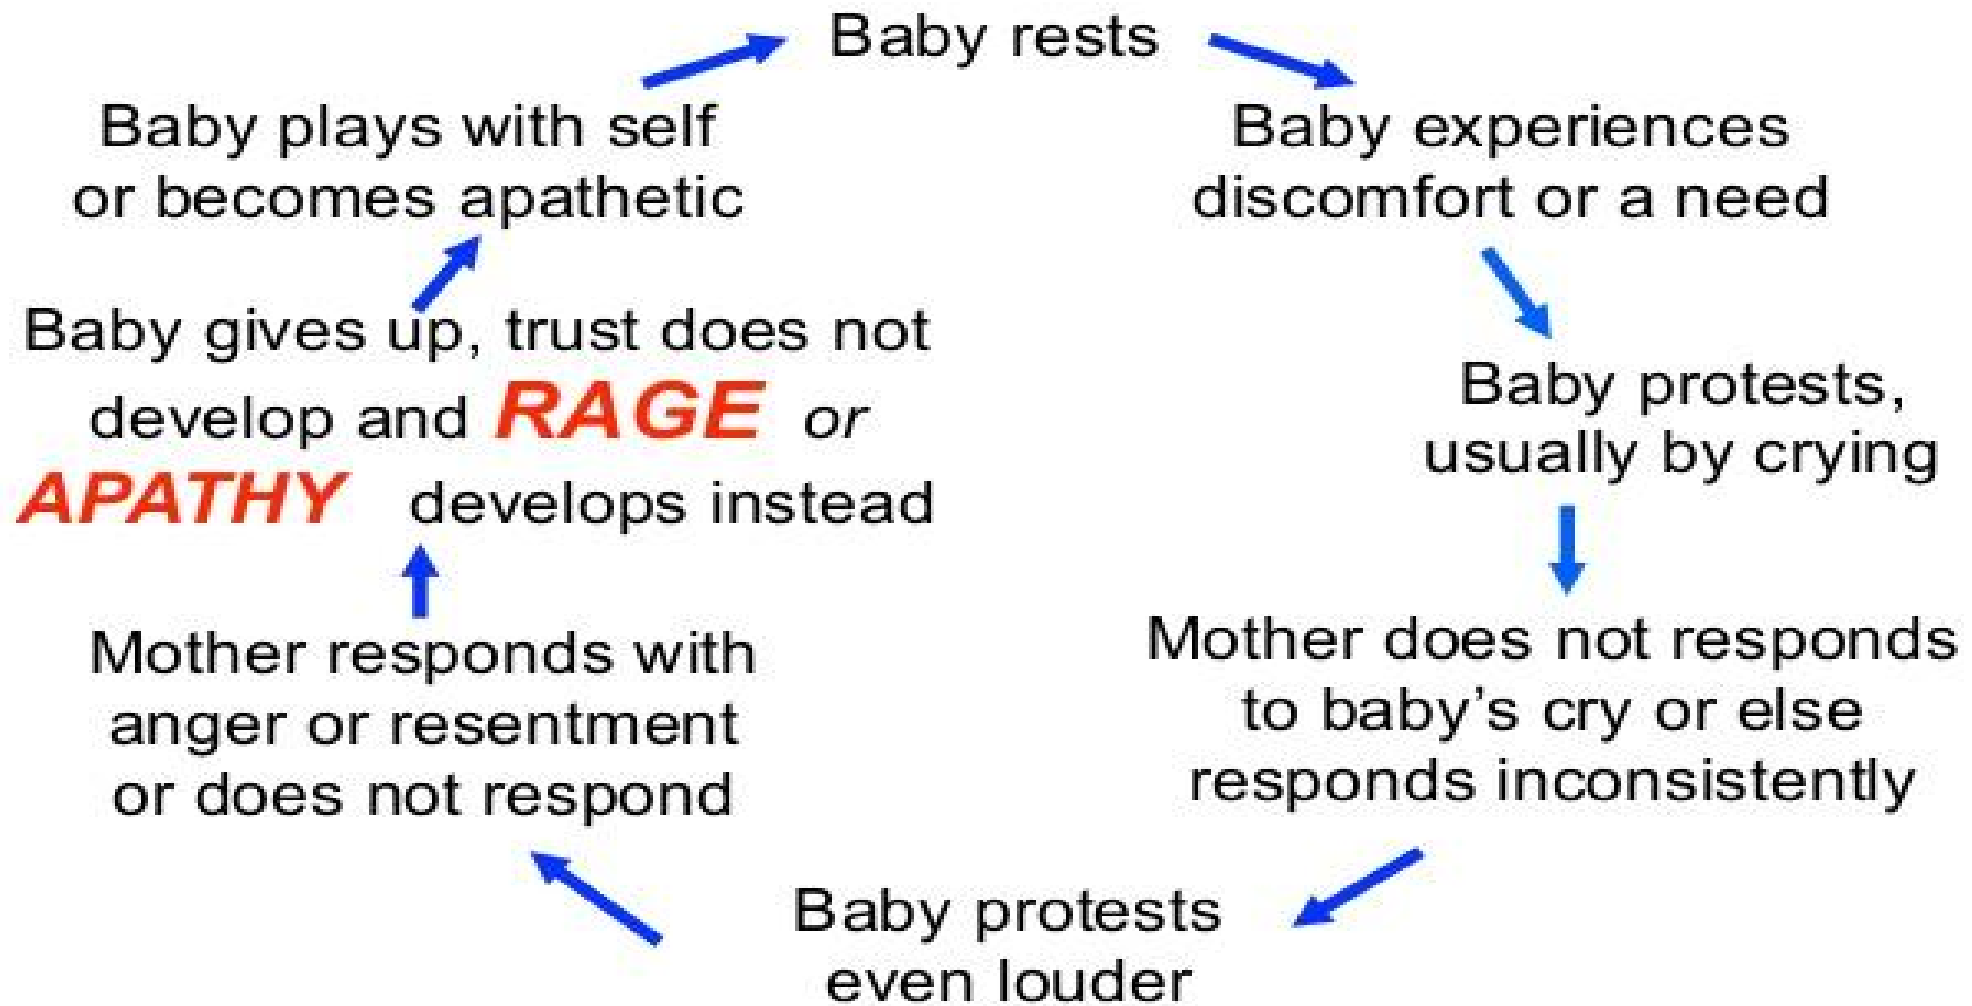 Baby rests
Baby experiences
discomfort or a need
Baby protests,
usually by crying
Mother does not responds
to baby’s cry or else
responds inconsistently
Baby protests
even louder
Mother responds with
anger or resentment
or does not respond
Baby gives up, trust does not
develop and RAGE or
APATHY develops instead
Baby plays with self
or becomes apathetic